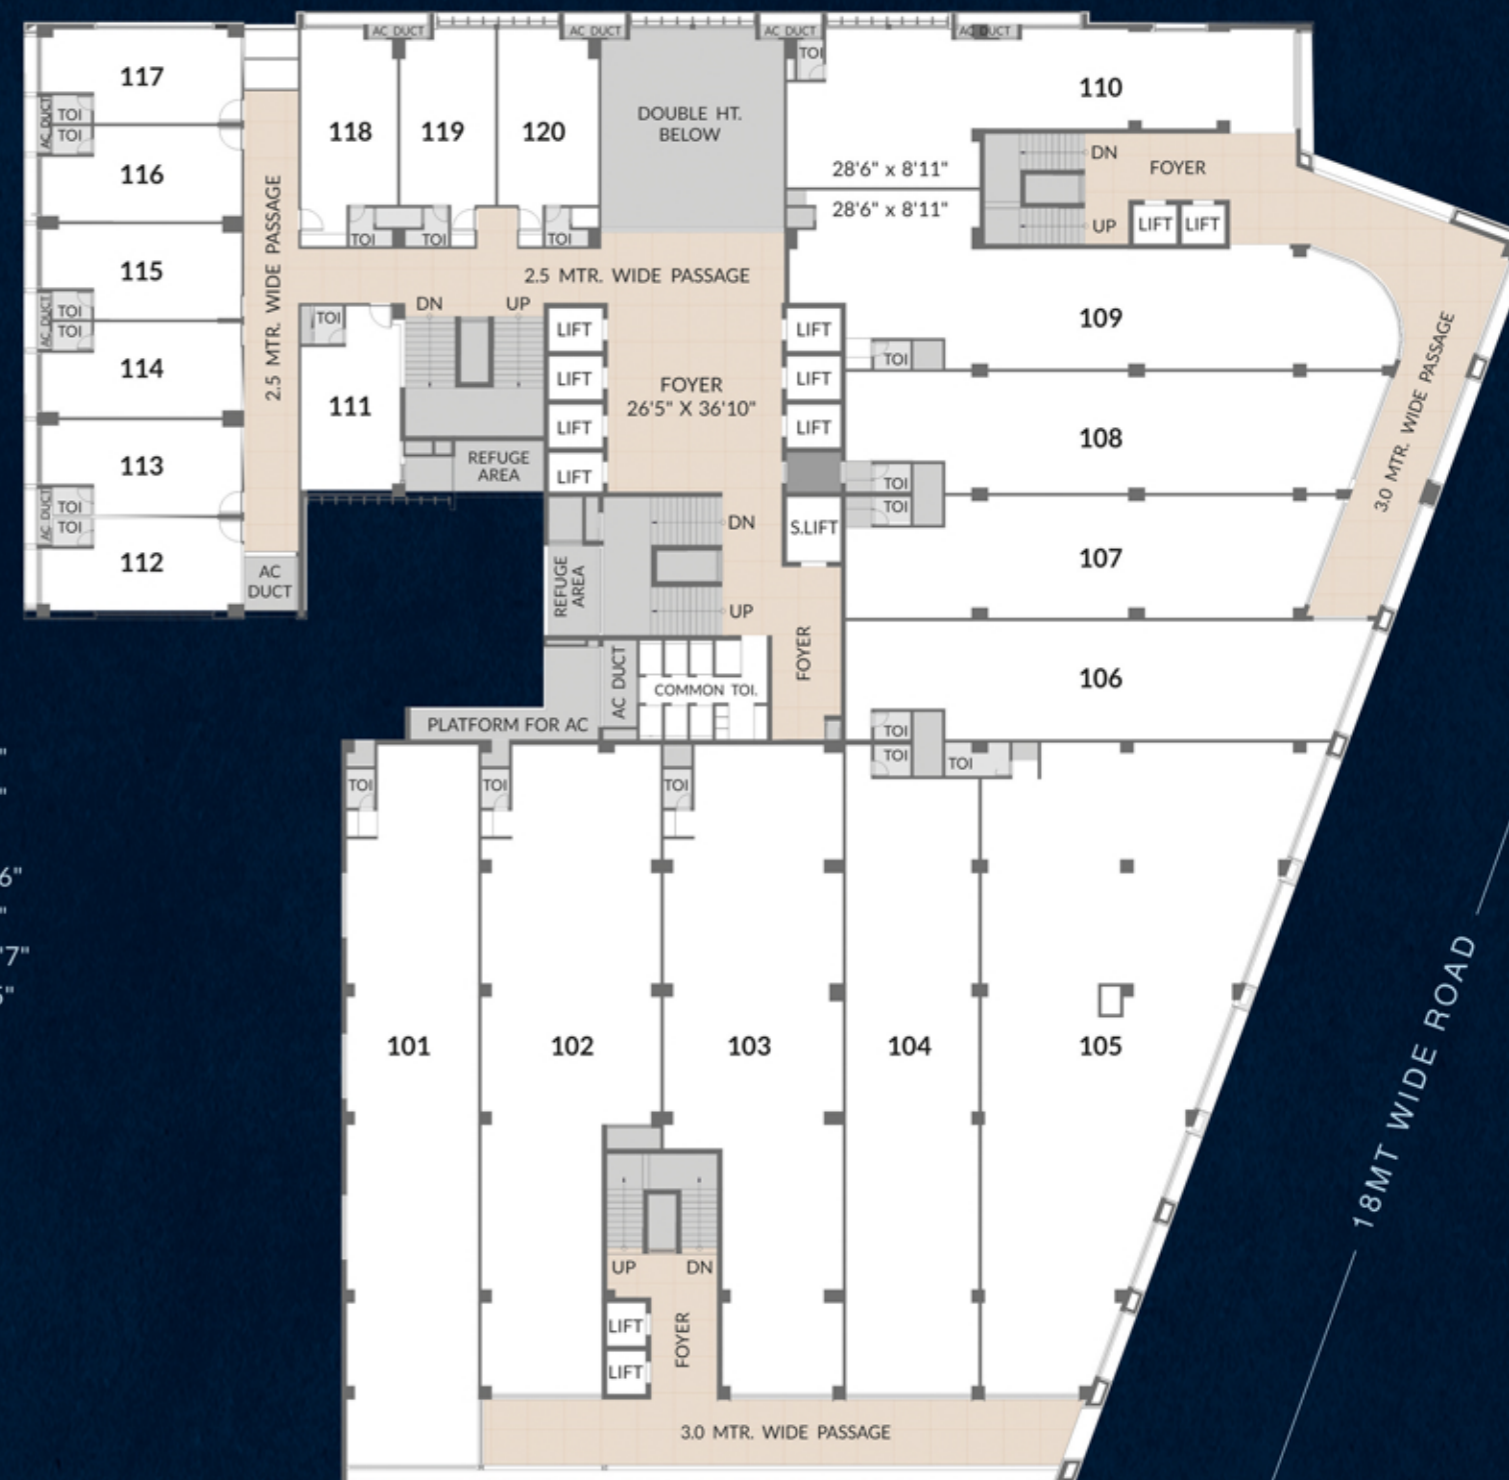 AC DUCT
AC DUCT
AC DUCT
AC DUCT
117
TOI
TOI
AC DUCT
116
115
AC DUCT
TOI
TOI
114
113
AC DUCT
TOI
TOI
112
AC
DUCT
2.5 MTR. WIDE PASSAGE
118
119
120
TOI
TOI
TOI
DOUBLE HT.
BELOW
TOI
110
28'6" x 8'11"
28'6" x 8'11"
DN
FOYER
UP
LIFT
LIFT
2.5 MTR. WIDE PASSAGE
DN
UP
TOI
111
REFUGE
AREA
LIFT
LIFT
LIFT
LIFT
FOYER
26'5" X 36'10"
LIFT
LIFT
LIFT
S.LIFT
109
TOI
108
TOI
TOI
107
3.0 MTR. WIDE PASSAGE
DN
UP
REFUGE
AREA
FOYER
AC DUCT
COMMON TOI.
PLATFORM FOR AC
106
TOI
TOI
TOI
TOI
TOI
TOI
"
"
6"
"
'7"
5"
101
102
103
104
105
UP
DN
LIFT
LIFT
FOYER
3.0 MTR. WIDE PASSAGE
18MT WIDE ROAD